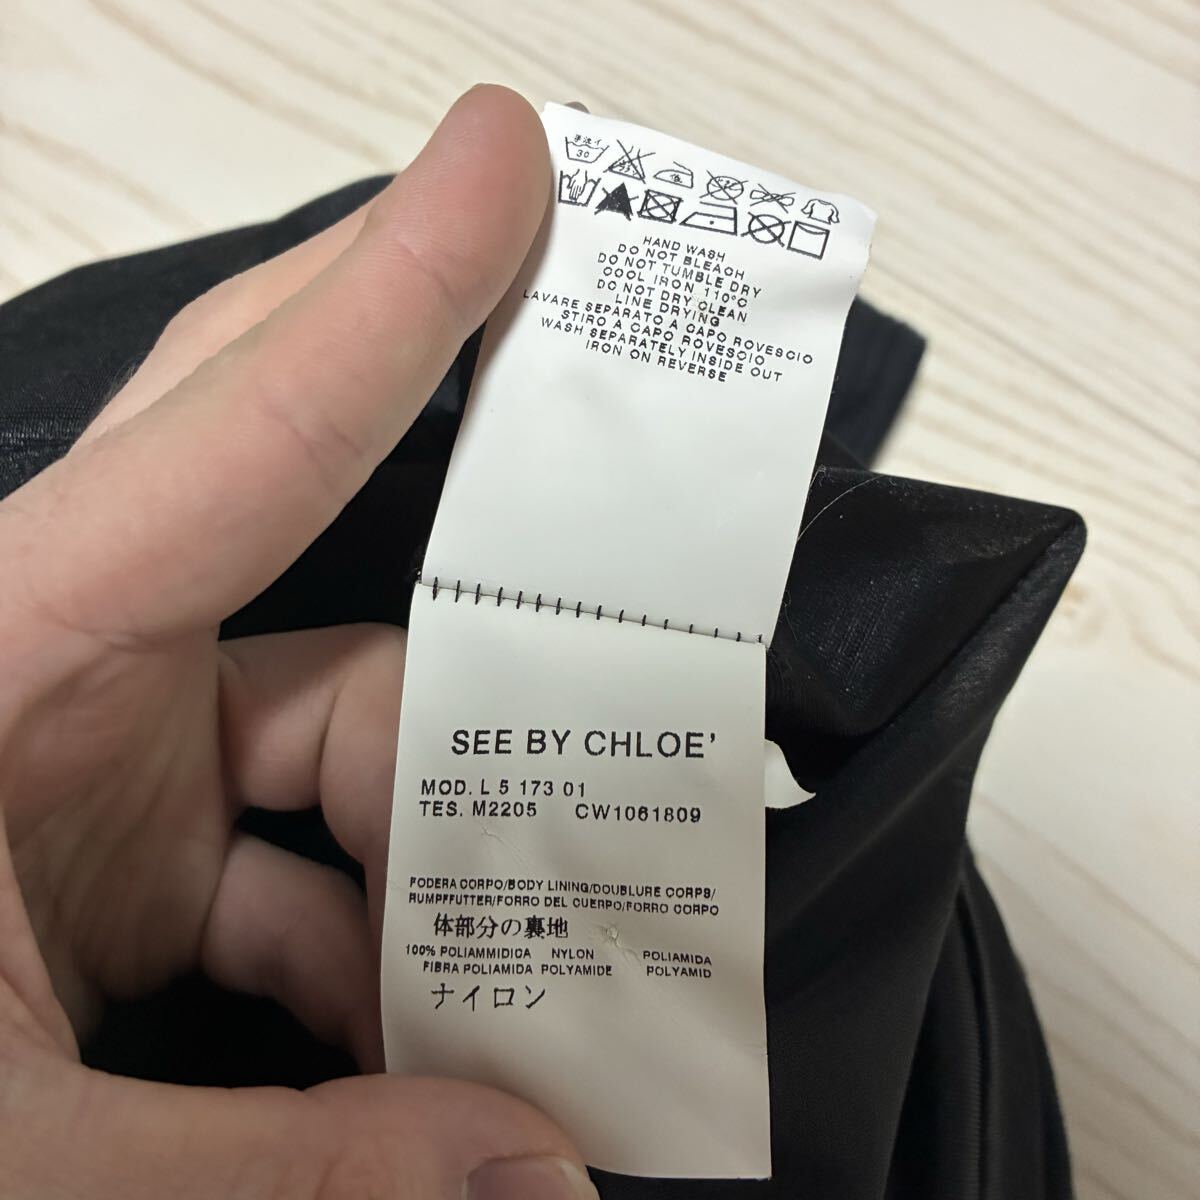 手洗イ
30
HAND WASH
DO NOT BLEACH
DO NOT TUMBLE DRY
COOL IRON 110°C
DO NOT DRY CLEAN
LINE DRYING
LAVARE SEPARATO A CAPO ROVESCIO
STIRO A CAPO ROVESCIO
WASH SEPARATELY INSIDE OUT
IRON ON REVERSE
SEE BY CHLOE'
MOD. L 5 173 01
TES. M2205 CW1061809
FODERA CORPO/BODY LINING/DOUBLURE CORPS/
RUMPFFUTTER/FORRO DEL CUERPO/FORRO CORPO
体部分の裏地
100% POLIAMMIDICA NYLON POLIAMIDA
FIBRA POLIAMIDA POLYAMIDE POLYAMID
ナイロン